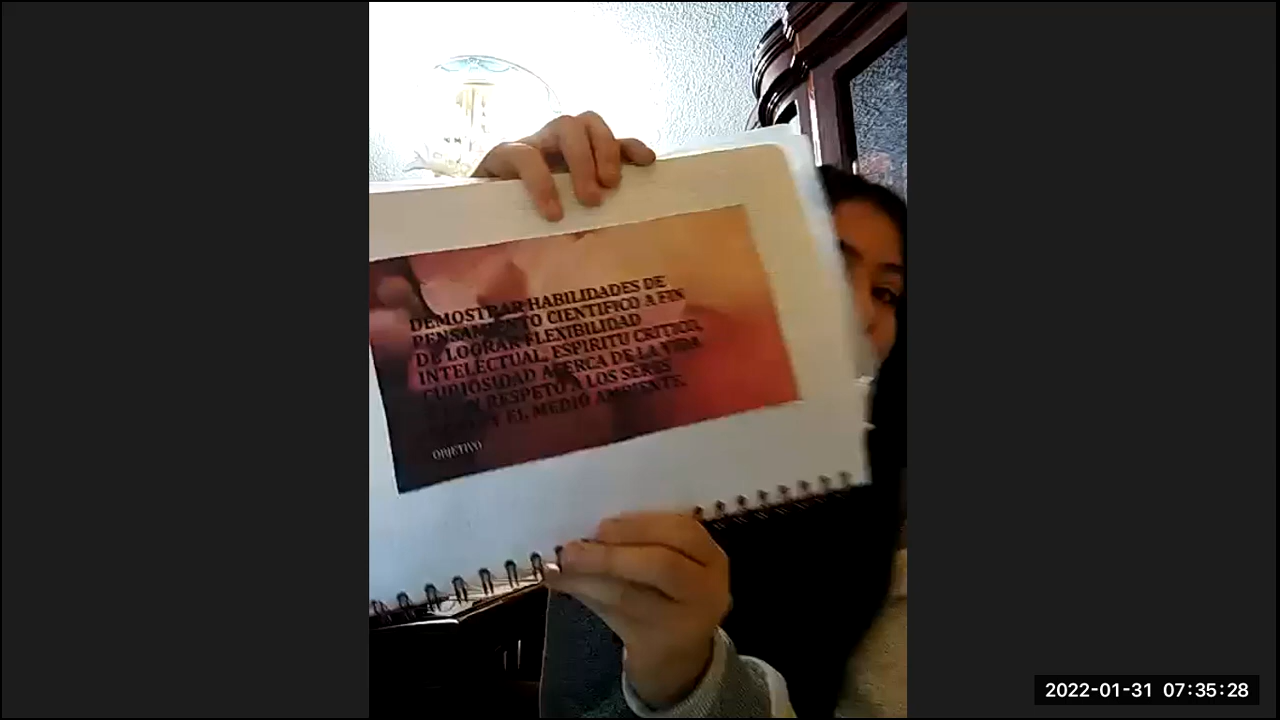 DEMOSTRAR HABILIDADES DE
PENSAMIENTO CIENTIFICO A FIN
DE LOGRAR FLEXIBILIDAD
INTELECTUAL, ESPIRITU CRITICO,
CURIOSIDAD ACERCA DE LA VIDA
RESPETO A LOS SERES
Y EL MEDIO AMBIENTE.
OBJETIVO
2022-01-31 07:35:28